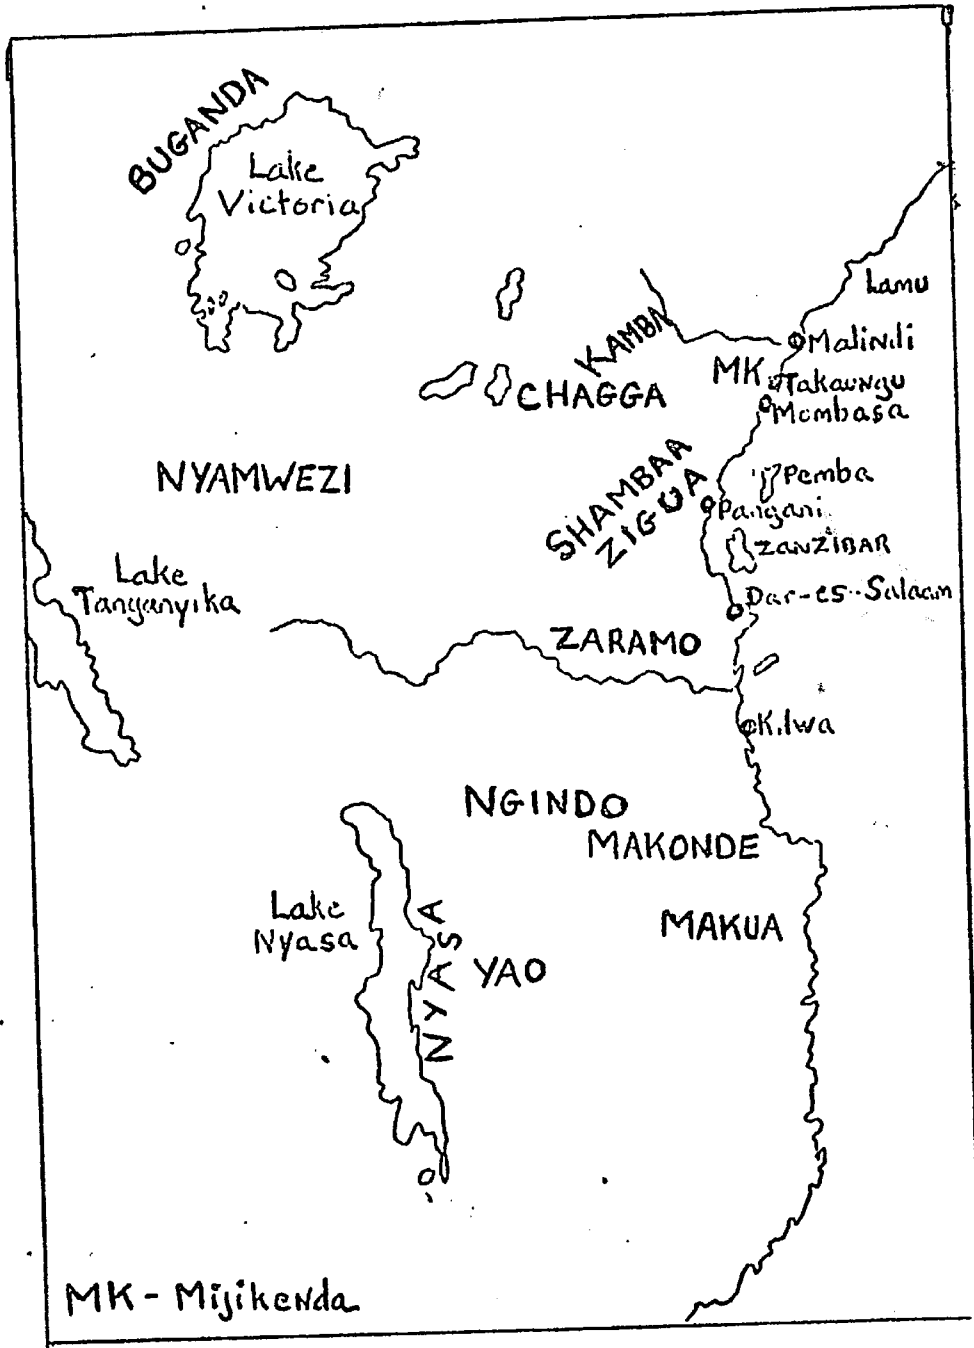 BUGANDA
Lake
Victoria
Lamu
KAMBA
Malindi
MK
Takaungu
CHAGGA
Mombasa
NYAMWEZI
SHAMBAA
Pemba
ZIGUA
Pangani
ZANZIBAR
Lake
Tanganyika
Dar-es-Salaam
ZARAMO
Kilwa
NGINDO
MAKONDE
Lake
Nyasa
NYASA
MAKUA
YAO
MK - Mijikenda